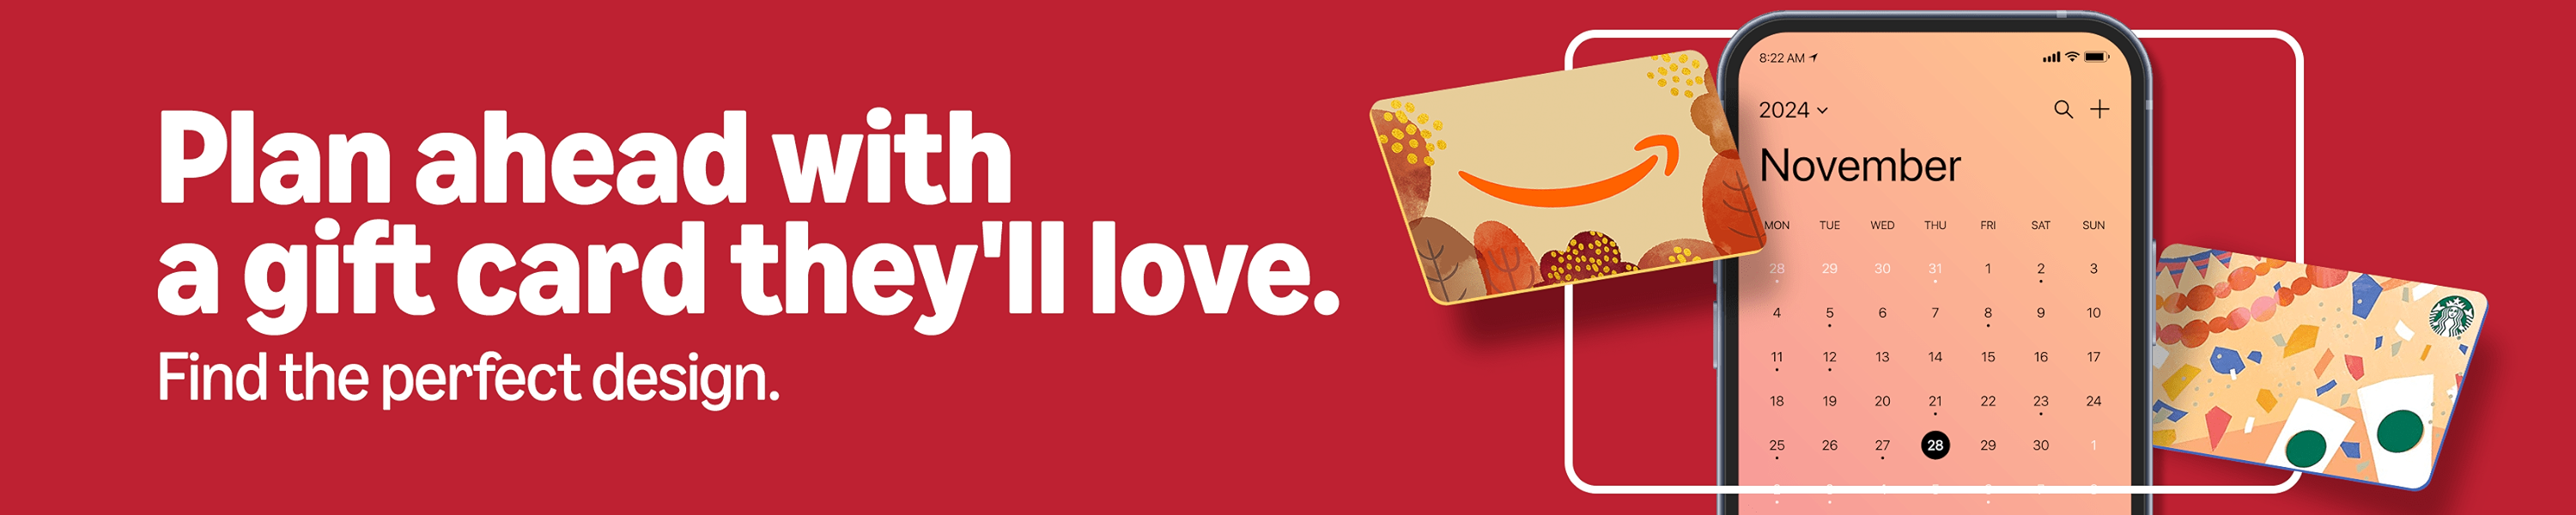 Plan ahead with
a gift card they'll love.
Find the perfect design.
8:22 AM
2024
November
MON TUE WED THU FRI SAT SUN
28 29 30 31 1 2 3
4 5 6 7 8 9 10
11 12 13 14 15 16 17
18 19 20 21 22 23 24
25 26 27 28 29 30 1